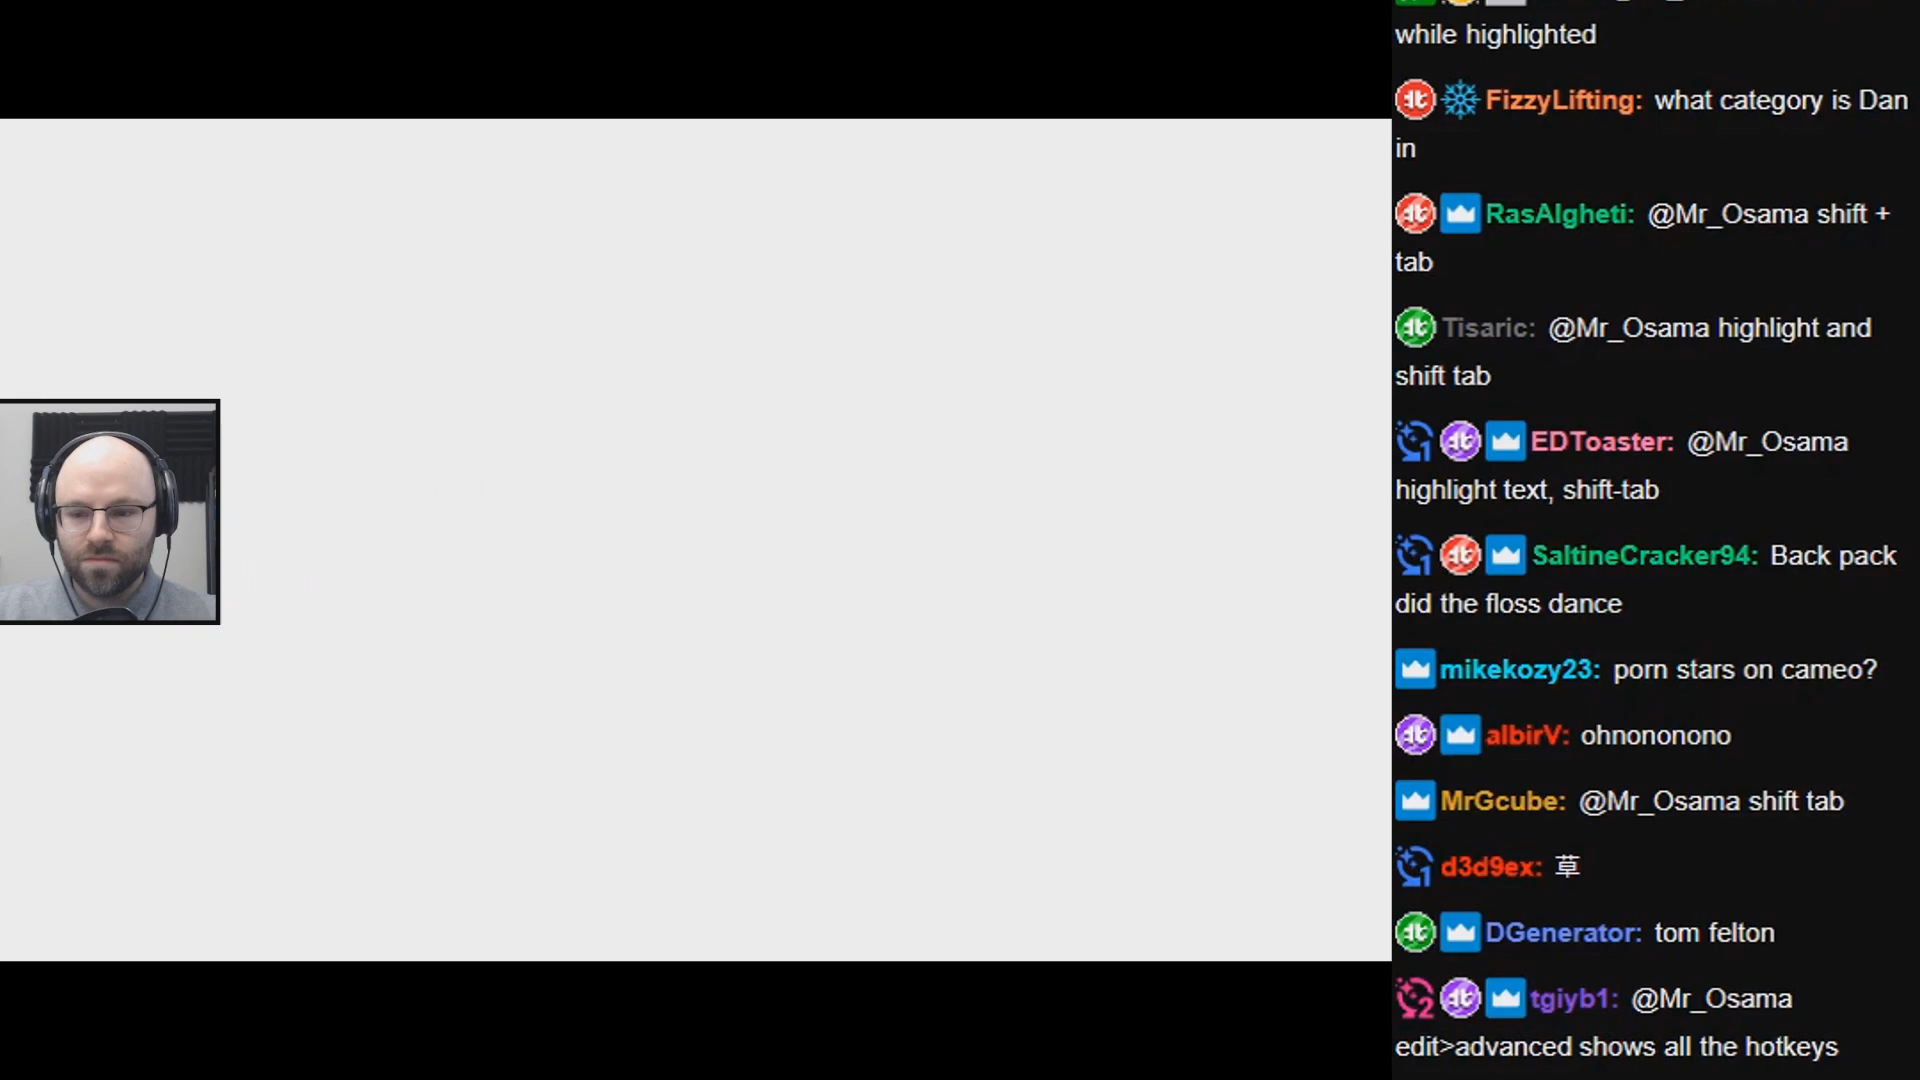 while highlighted
FizzyLifting: what category is Dan
in
RasAlgheti: @Mr_Osama shift +
tab
Tisaric: @Mr_Osama highlight and
shift tab
EDToaster: @Mr_Osama
highlight text, shift-tab
SaltineCracker94: Back pack
did the floss dance
mikekozy23: porn stars on cameo?
albirV: ohnononono
MrGcube: @Mr_Osama shift tab
d3d9ex: 草
DGenerator: tom felton
tgiyb1: @Mr_Osama
edit>advanced shows all the hotkeys